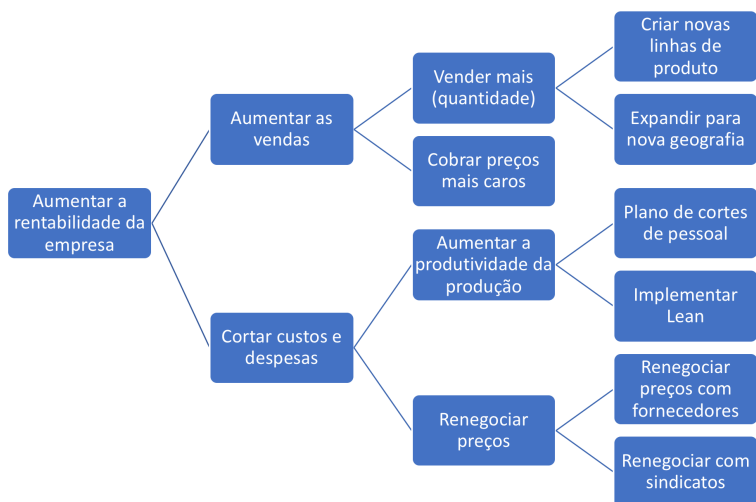 Aumentar a
rentabilidade da
empresa
Aumentar as
vendas
Vender mais
(quantidade)
Criar novas
linhas de
produto
Expandir para
nova geografia
Cobrar preços
mais caros
Cortar custos e
despesas
Aumentar a
produtividade da
produção
Plano de cortes
de pessoal
Implementar
Lean
Renegociar
preços
Renegociar
preços com
fornecedores
Renegociar com
sindicatos